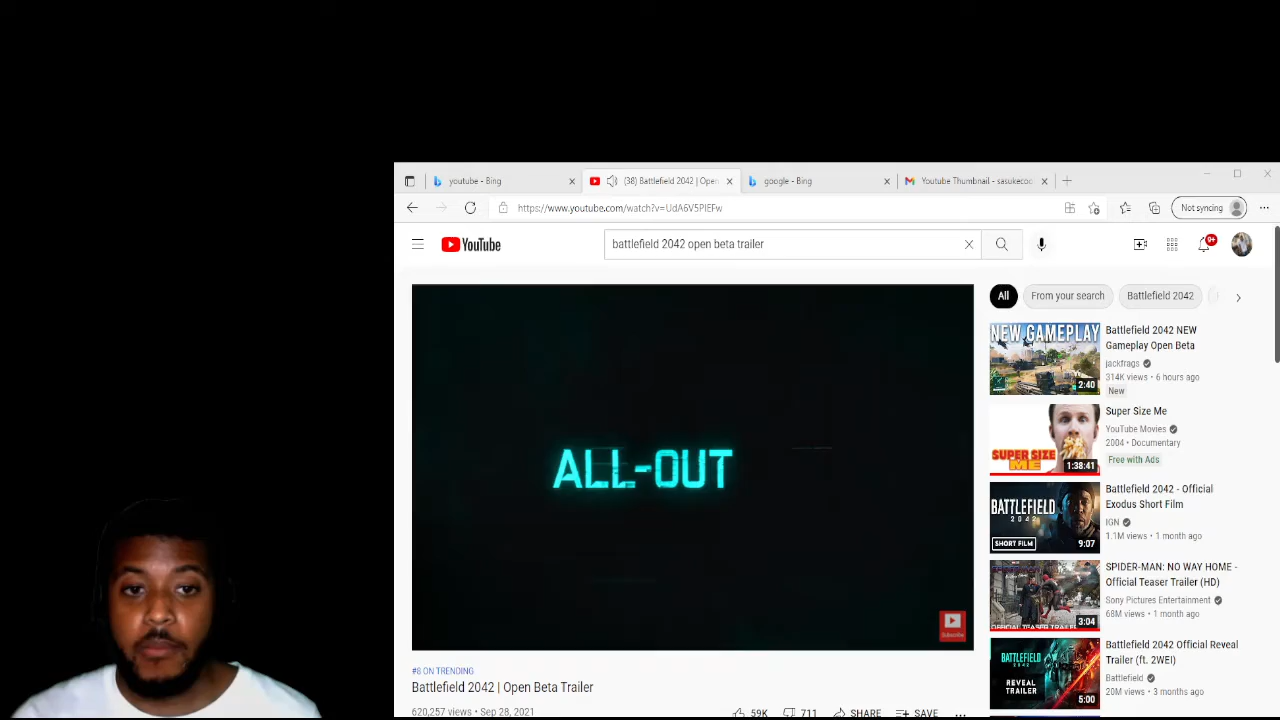 youtube - Bing
(38) Battlefield 2042 | Open
google - Bing
Youtube Thumbnail - sasukecoo
https://www.youtube.com/watch?v=UdA6V5PlEFw
Not syncing
YouTube
battlefield 2042 open beta trailer
9+
All
From your search
Battlefield 2042
ALL-OUT
Subscribe
#8 ON TRENDING
Battlefield 2042 | Open Beta Trailer
620,257 views • Sep 28, 2021
59K
711
SHARE
SAVE
NEW GAMEPLAY
2:40
Battlefield 2042 NEW
Gameplay Open Beta
jackfrags
314K views • 6 hours ago
New
SUPER SIZE
ME
1:38:41
Super Size Me
YouTube Movies
2004 • Documentary
Free with Ads
BATTLEFIELD
2042
SHORT FILM
9:07
Battlefield 2042 - Official
Exodus Short Film
IGN
1.1M views • 1 month ago
OFFICIAL TEASER TRAILER
3:04
SPIDER-MAN: NO WAY HOME -
Official Teaser Trailer (HD)
Sony Pictures Entertainment
68M views • 1 month ago
BATTLEFIELD
2042
REVEAL
TRAILER
5:00
Battlefield 2042 Official Reveal
Trailer (ft. 2WEI)
Battlefield
20M views • 3 months ago